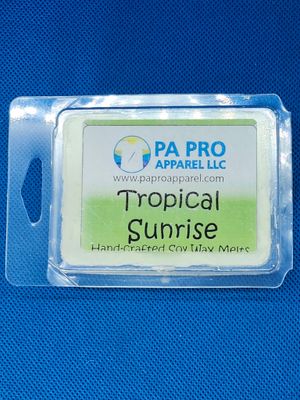 PA PRO
APPAREL LLC
www.paproapparel.com
Tropical
Sunrise
Hand-Crafted Soy Wax Melts